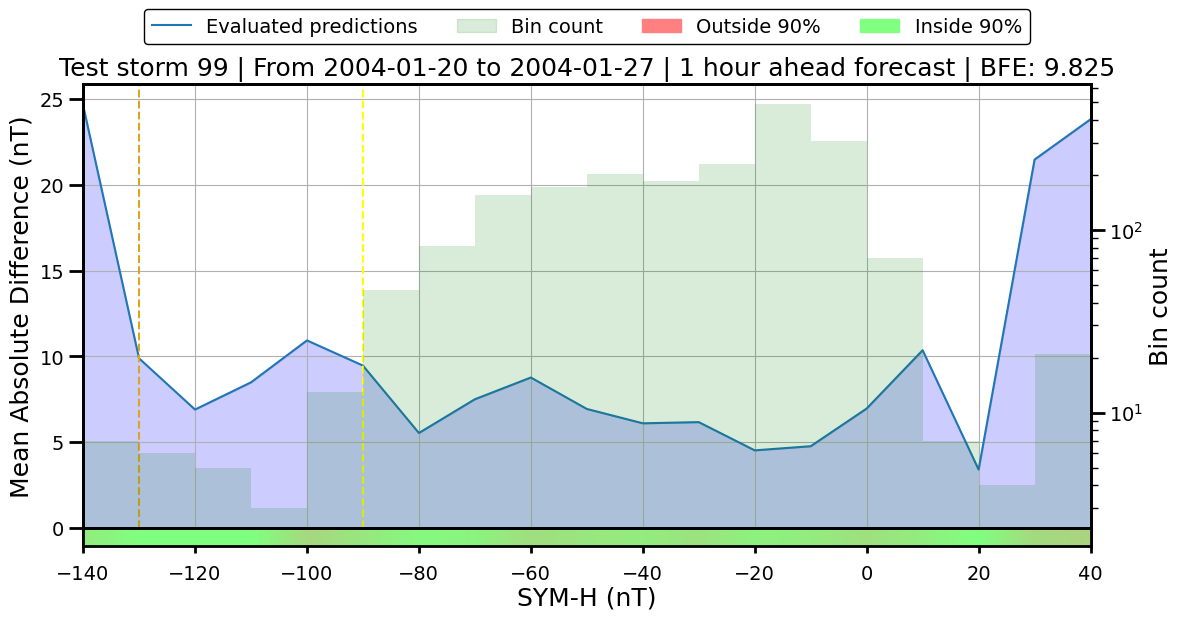 Evaluated predictions Bin count Outside 90% Inside 90%
Test storm 99 | From 2004-01-20 to 2004-01-27 | 1 hour ahead forecast | BFE: 9.825
Mean Absolute Difference (nT)
25
20
15
10
5
0
10²
10¹
Bin count
−140 −120 −100 −80 −60 −40 −20 0 20 40
SYM-H (nT)